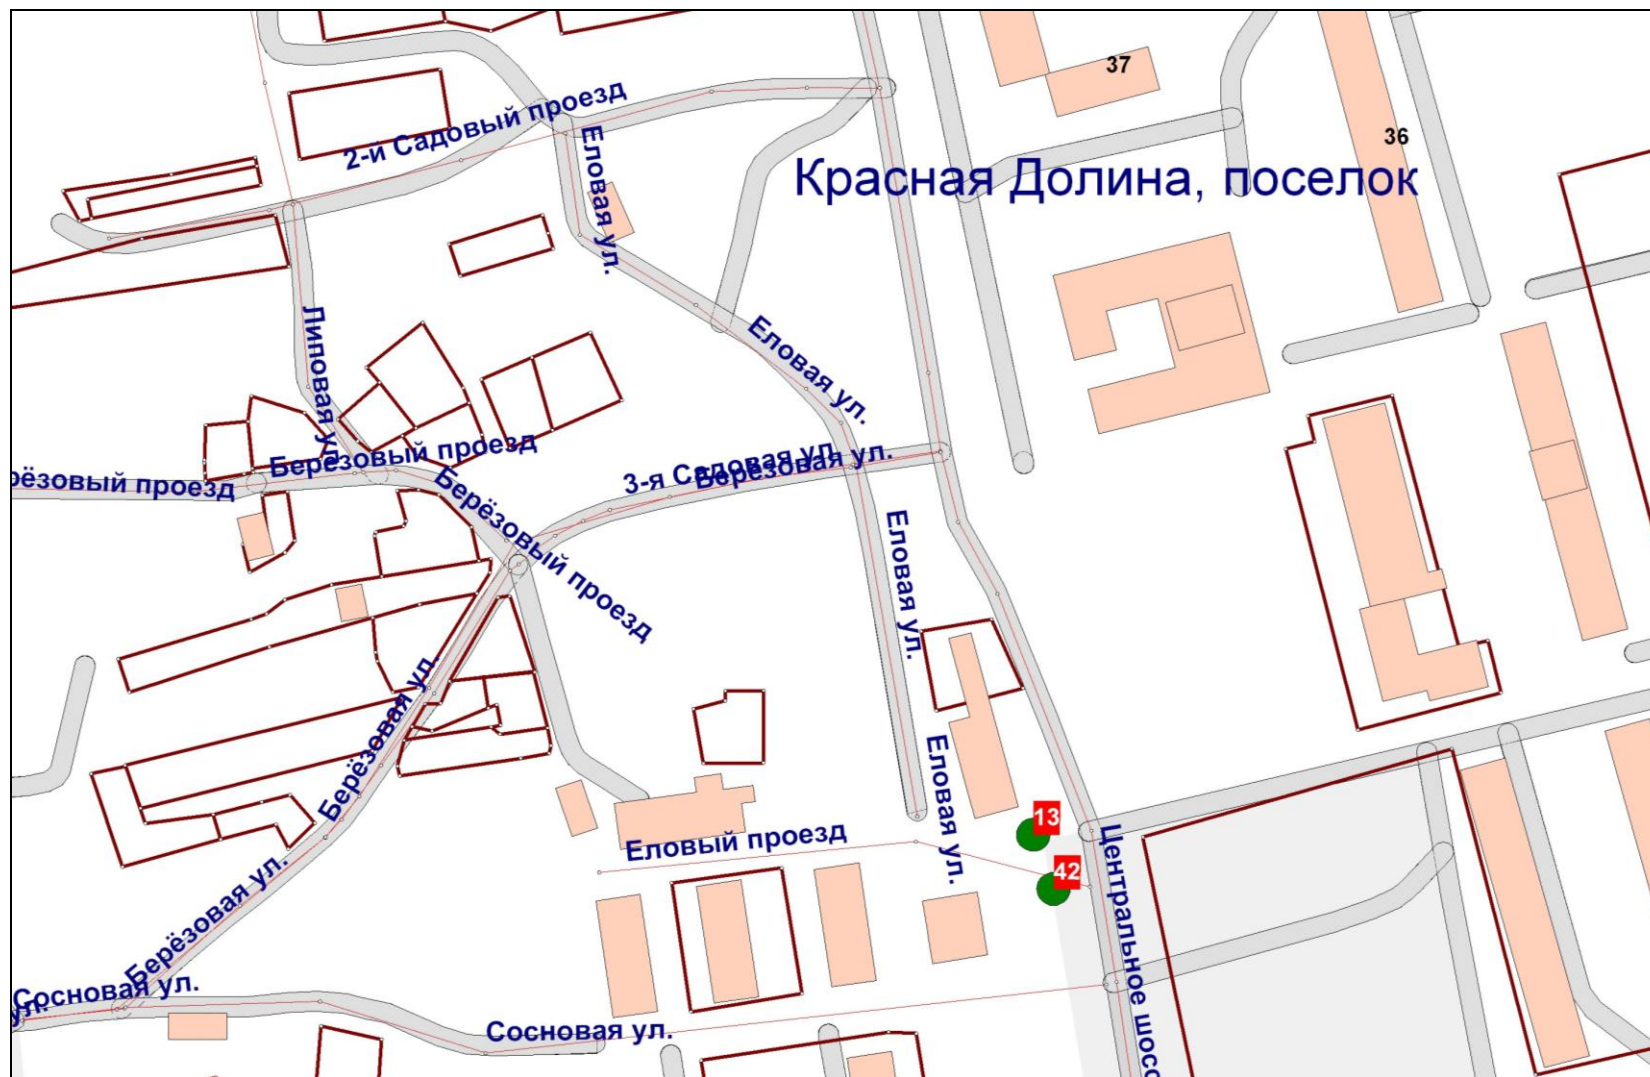 37
2-й Садовый проезд
36
Еловая ул.
Красная Долина, поселок
Липовая ул.
Еловая ул.
Берёзовый проезд
3-я Садовая ул.
Берёзовая ул.
Берёзовый проезд
Еловая ул.
Берёзовая ул.
Еловая ул.
13
Еловый проезд
42
Центральное шосс
Берёзовая ул.
Сосновая ул.
ул.
Сосновая ул.
рёзовый проезд